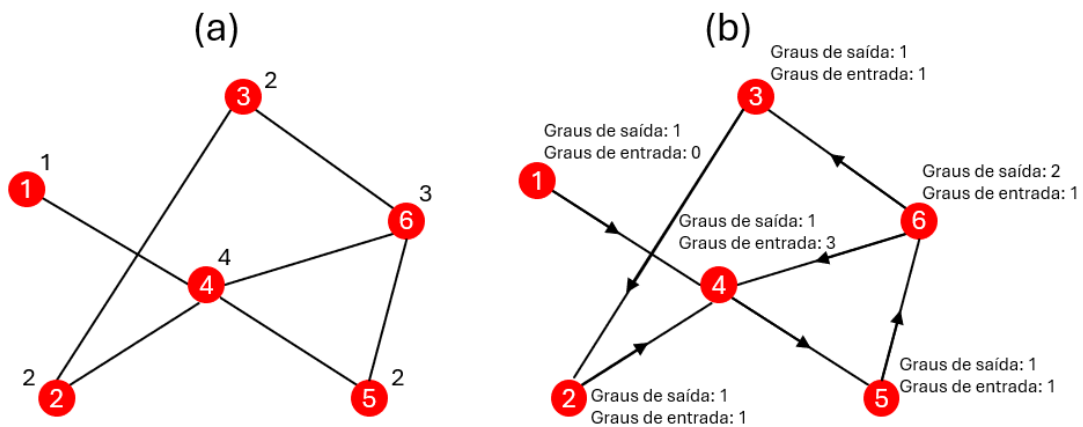 (a)
3
2
1
1
3
6
4
4
2
2
5
2
(b)
Graus de saída: 1
Graus de entrada: 1
3
Graus de saída: 1
Graus de entrada: 0
1
Graus de saída: 2
Graus de entrada: 1
6
Graus de saída: 1
Graus de entrada: 3
4
Graus de saída: 1
Graus de entrada: 1
5
2
Graus de saída: 1
Graus de entrada: 1